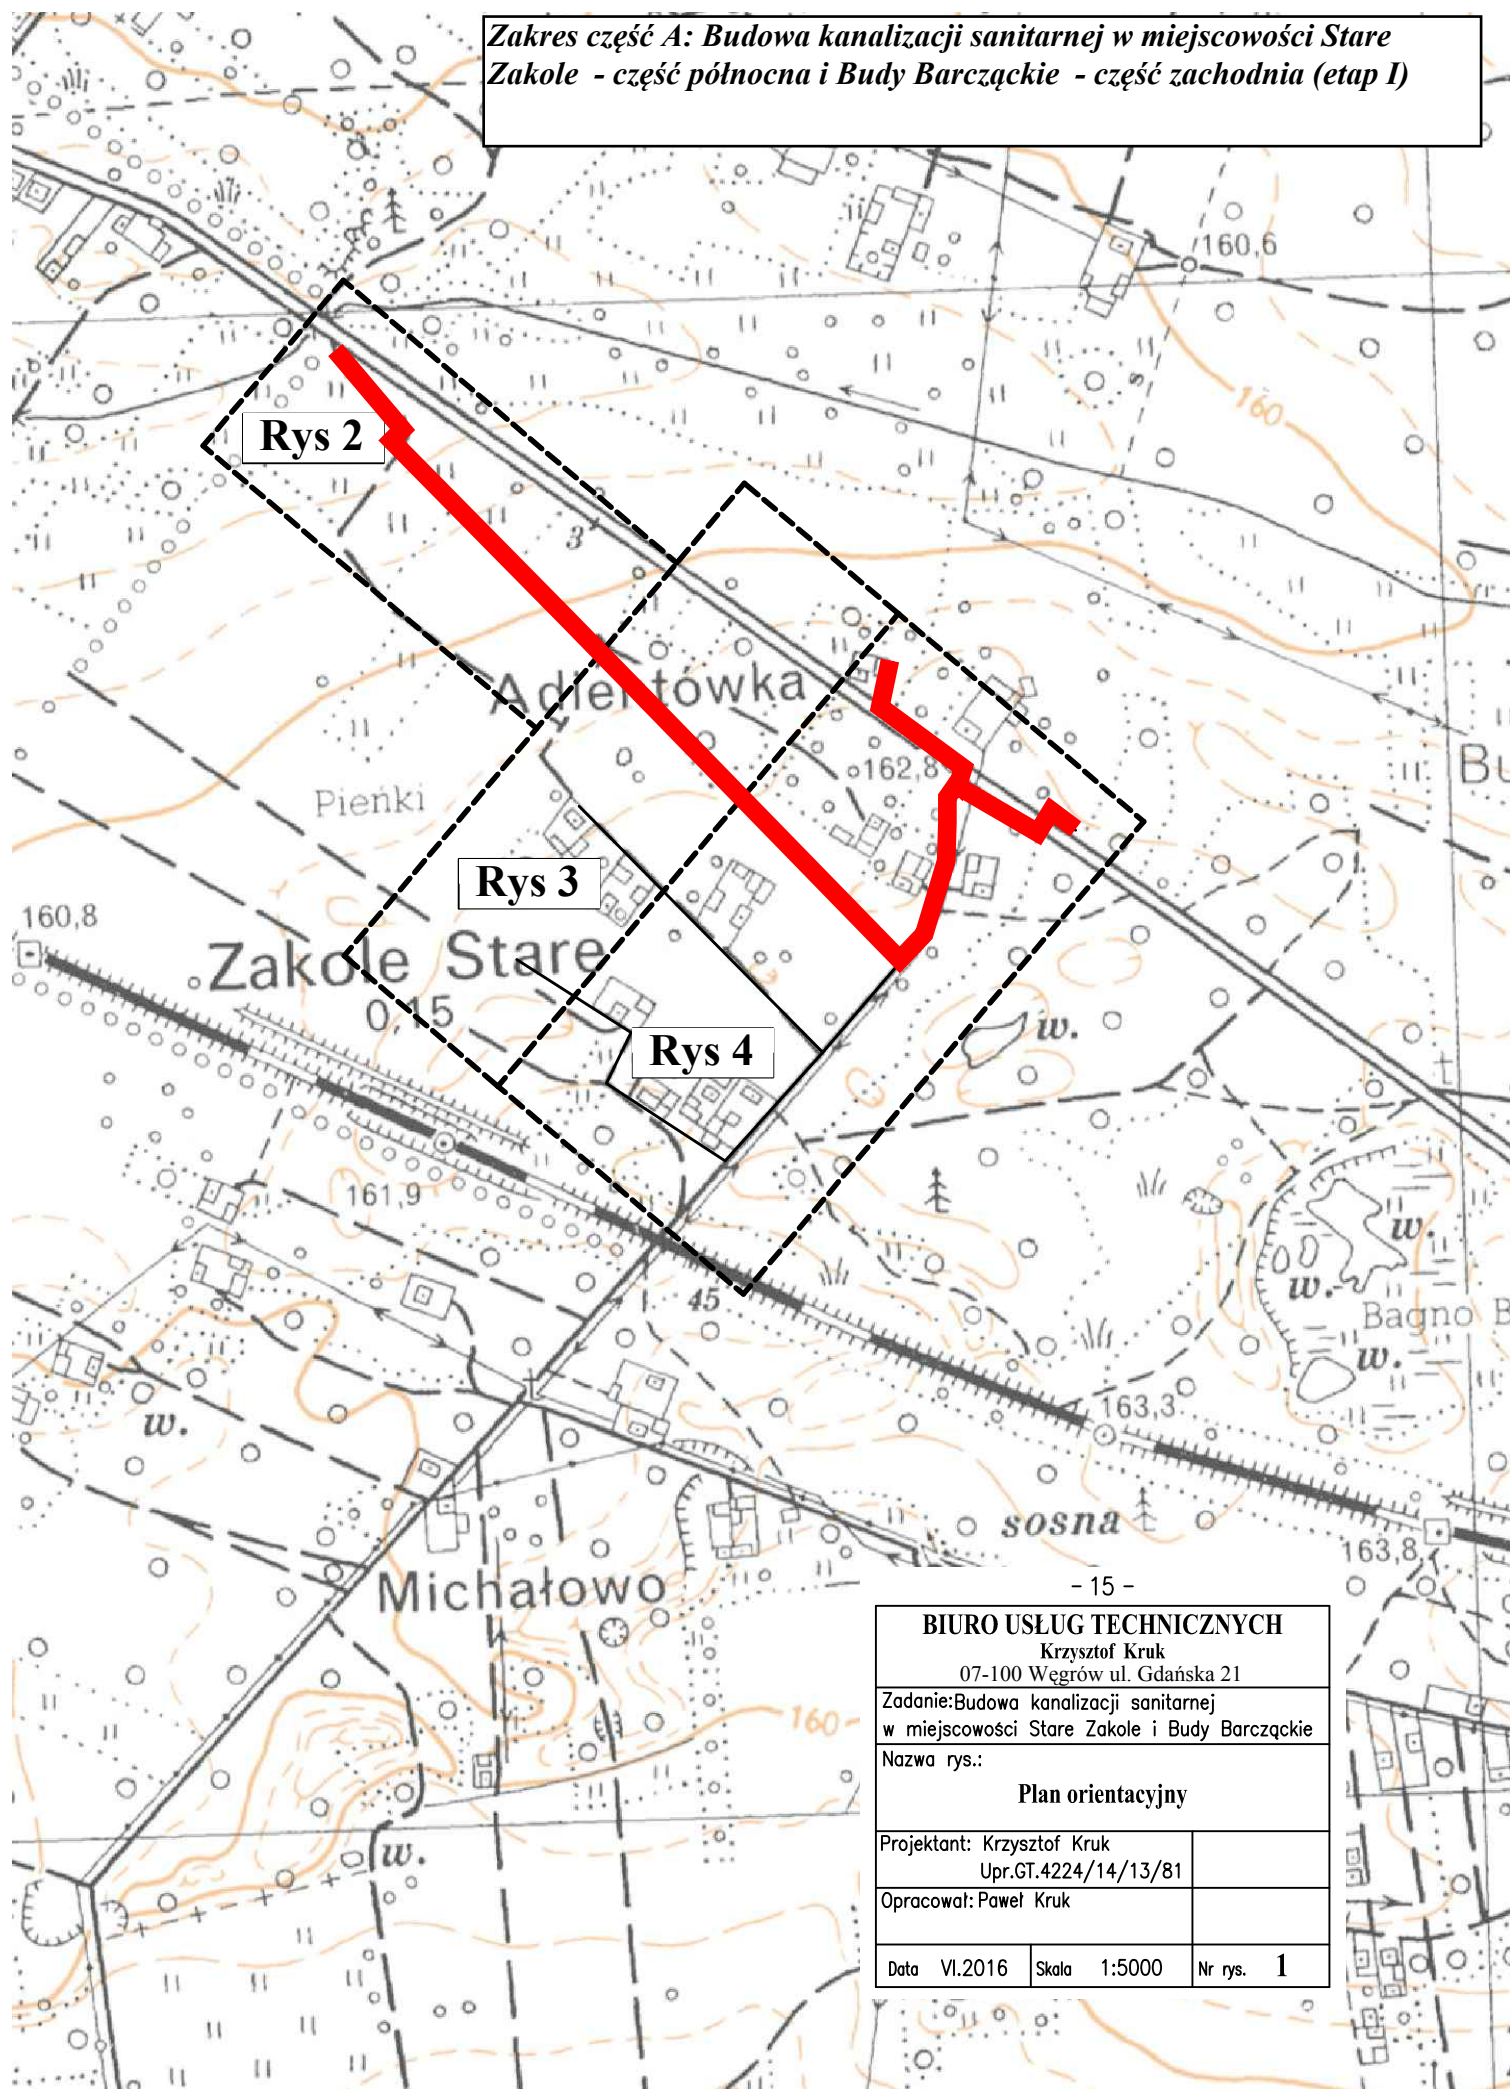 Zakres część A: Budowa kanalizacji sanitarnej w miejscowości Stare
Zakole - część północna i Budy Barcząckie - część zachodnia (etap I)
160,6
160
Rys 2
3
Adlertówka
162,8
Bu
Pieńki
Rys 3
160,8
Zakole Stare
0,15
w.
Rys 4
161,9
w.
w.
45
Bagno B
w.
163,3
w.
sosna
163,8
Michałowo
160
w.
- 15 -
BIURO USŁUG TECHNICZNYCH
Krzysztof Kruk
07-100 Węgrów ul. Gdańska 21
Zadanie:Budowa kanalizacji sanitarnej
w miejscowości Stare Zakole i Budy Barcząckie
Nazwa rys.:
Plan orientacyjny
Projektant: Krzysztof Kruk
Upr.GT.4224/14/13/81
Opracował: Paweł Kruk
Data VI.2016 Skala 1:5000 Nr rys. 1